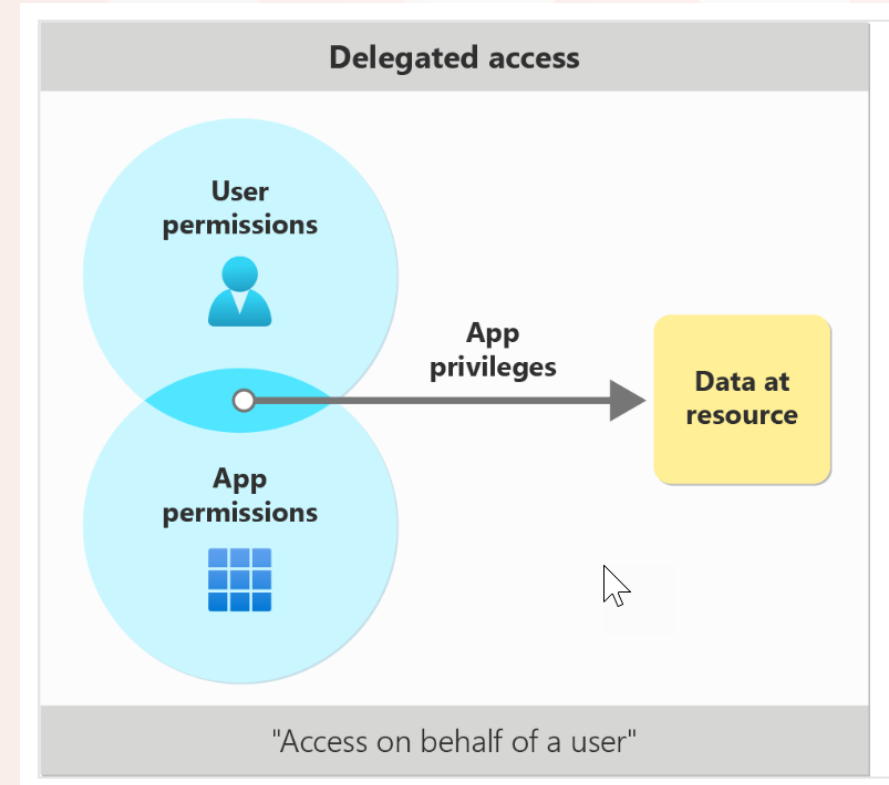 Delegated access
User
permissions
App
privileges
Data at
resource
App
permissions
"Access on behalf of a user"